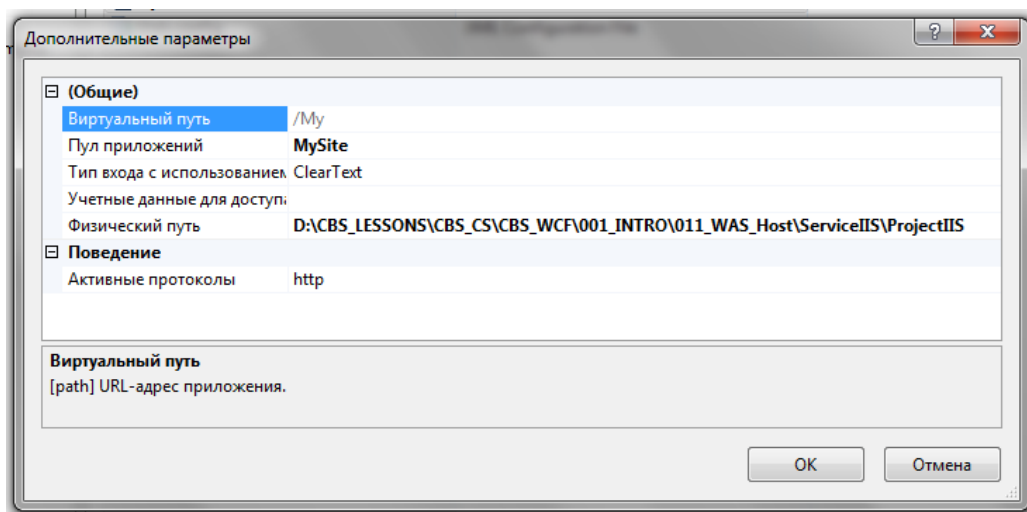 Дополнительные параметры
(Общие)
Виртуальный путь /My
Пул приложений MySite
Тип входа с использованием ClearText
Учетные данные для доступа
Физический путь D:\CBS_LESSONS\CBS_CS\CBS_WCF\001_INTRO\011_WAS_Host\ServiceIIS\ProjectIIS
Поведение
Активные протоколы http
Виртуальный путь
[path] URL-адрес приложения.
OK Отмена